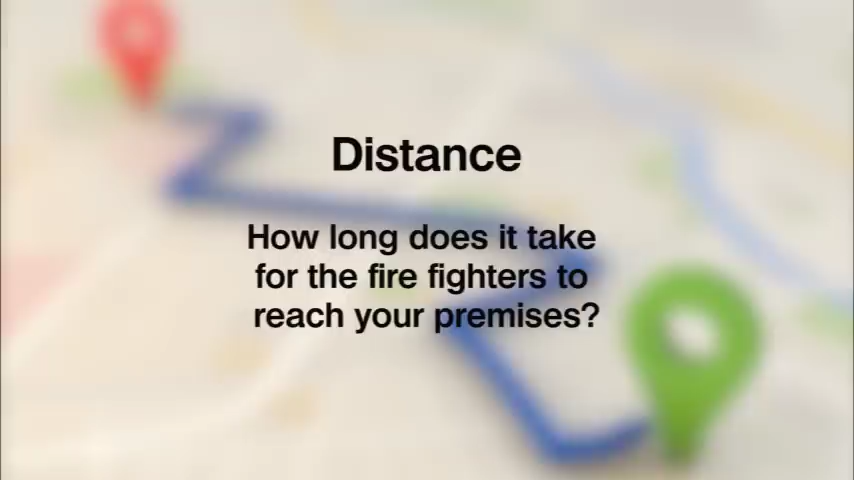 Distance
How long does it take
for the fire fighters to
reach your premises?